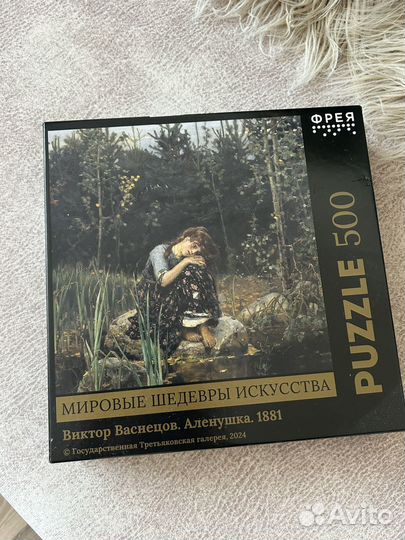 ФРЕЯ
PUZZLE 500
МИРОВЫЕ ШЕДЕВРЫ ИСКУССТВА
Виктор Васнецов. Аленушка. 1881
© Государственная Третьяковская галерея, 2024
Avito